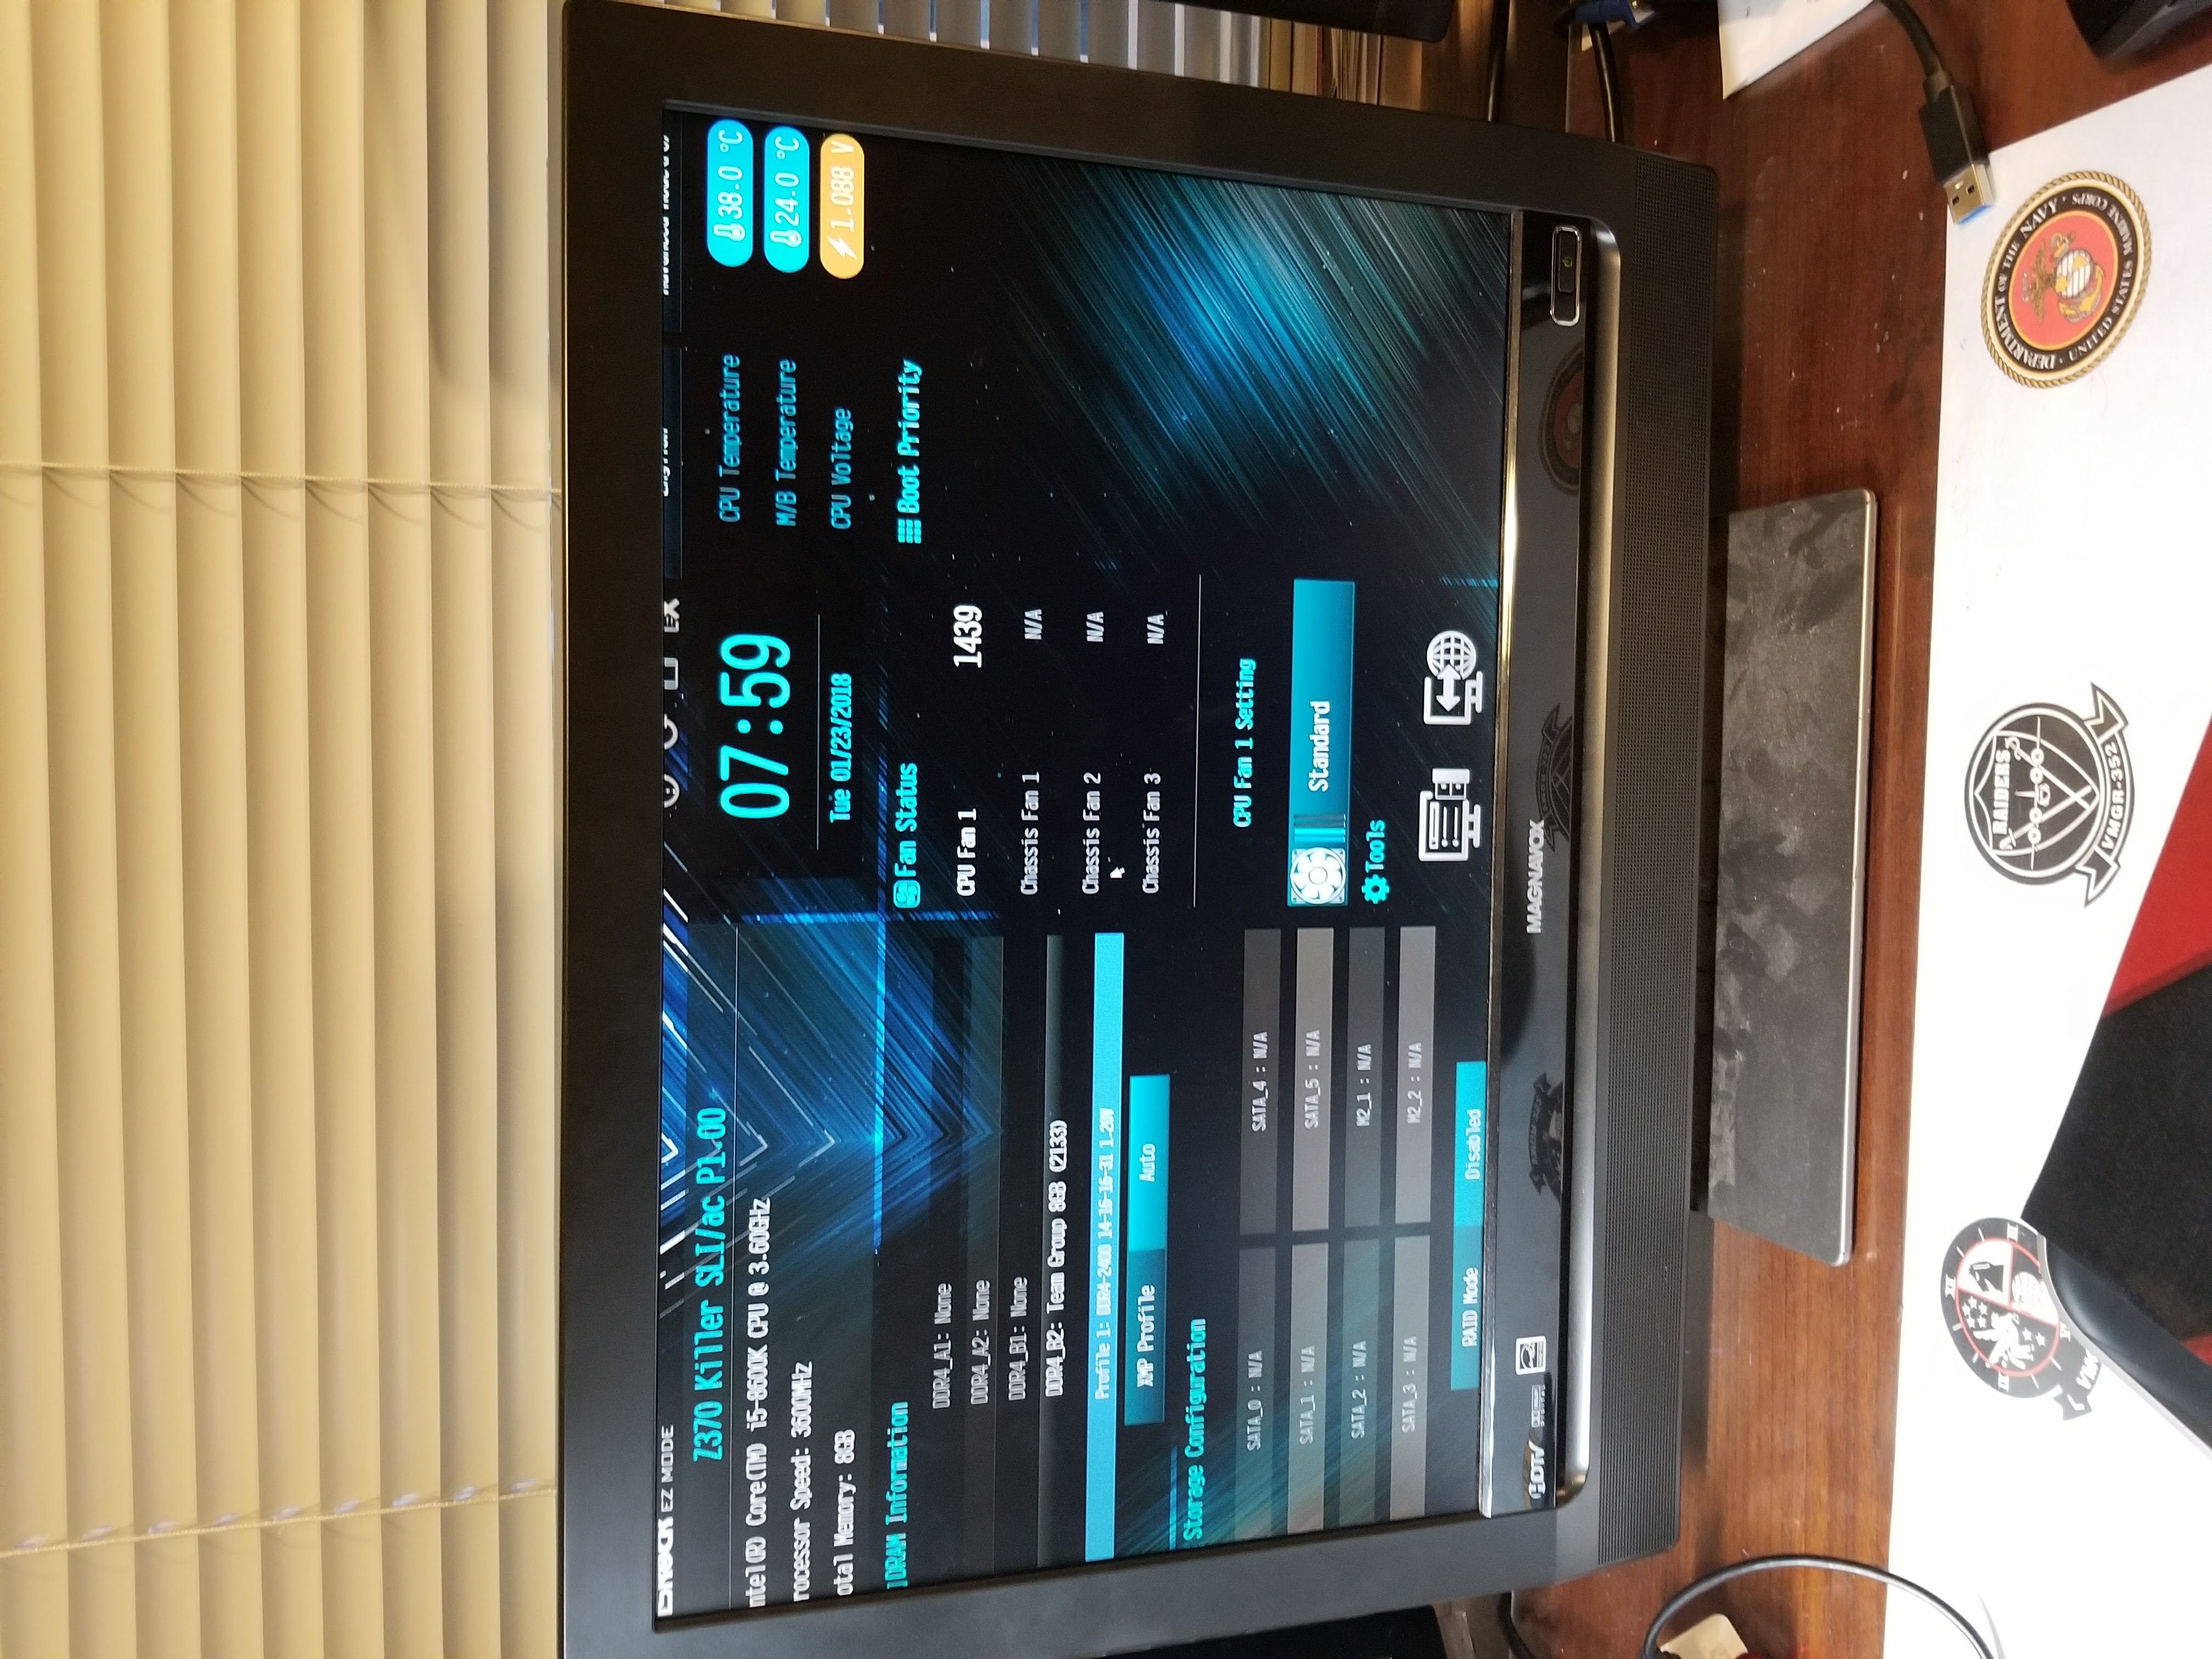 EZ MODE
Z370 Killer SLI/ac P1.00
ntel(R) Core(TM) i5-8600K CPU @ 3.60GHz
rocessor Speed: 3600MHz
otal Memory: 8GB
DRAM Information
DDR4_A1: None
DDR4_A2: None
DDR4_B1: None
DDR4_B2: Team Group 8GB (2133)
Profile 1: DDR4-2400 14-16-16-31 1.20V
XMP Profile Auto
Storage Configuration
SATA_0 : N/A
SATA_4 : N/A
SATA_1 : N/A
SATA_5 : N/A
SATA_2 : N/A
M2_1 : N/A
SATA_3 : N/A
M2_2 : N/A
RAID Mode Disabled
07:59
Tue 01/23/2018
Fan Status
CPU Fan 1 1439
Chassis Fan 1 N/A
Chassis Fan 2 N/A
Chassis Fan 3 N/A
CPU Fan 1 Setting
Standard
Tools
English
CPU Temperature 38.0 °C
M/B Temperature 24.0 °C
CPU Voltage 1.088 V
Boot Priority
HDTV
MAGNAVOX
XII
RAIDERS
VMGR-352
DEPARTMENT OF THE NAVY
UNITED STATES MARINE CORPS